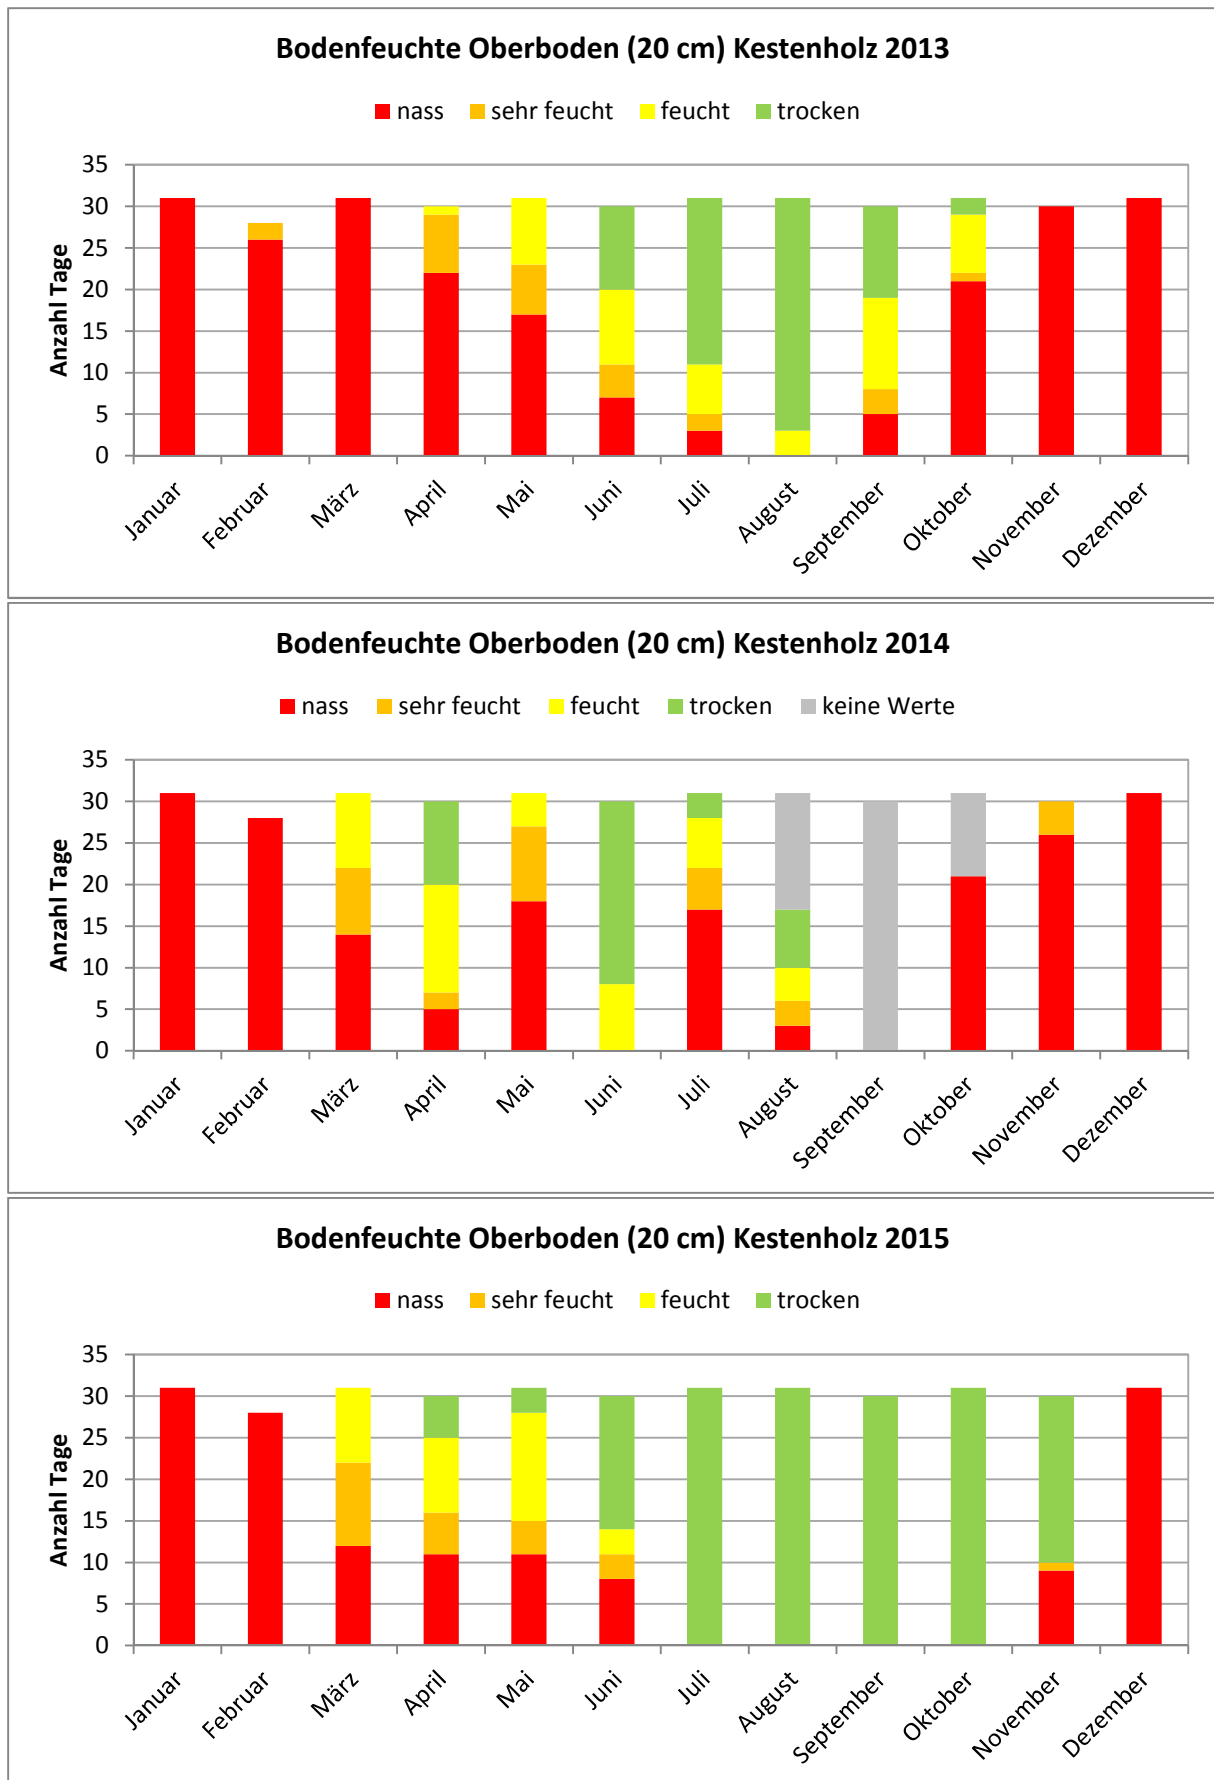 Bodenfeuchte Oberboden (20 cm) Kestenholz 2013
nass sehr feucht feucht trocken
Anzahl Tage
35
30
25
20
15
10
5
0
Januar Februar März April Mai Juni Juli August September Oktober November Dezember
Bodenfeuchte Oberboden (20 cm) Kestenholz 2014
nass sehr feucht feucht trocken keine Werte
Anzahl Tage
35
30
25
20
15
10
5
0
Januar Februar März April Mai Juni Juli August September Oktober November Dezember
Bodenfeuchte Oberboden (20 cm) Kestenholz 2015
nass sehr feucht feucht trocken
Anzahl Tage
35
30
25
20
15
10
5
0
Januar Februar März April Mai Juni Juli August September Oktober November Dezember